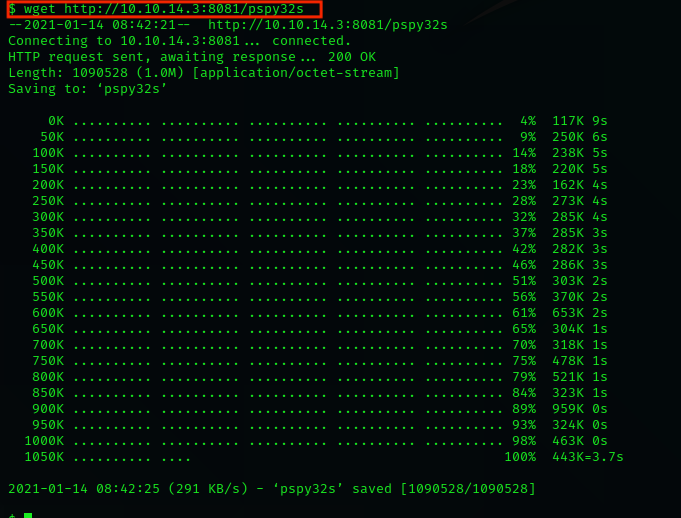 $ wget http://10.10.14.3:8081/pspy32s
--2021-01-14 08:42:21-- http://10.10.14.3:8081/pspy32s
Connecting to 10.10.14.3:8081... connected.
HTTP request sent, awaiting response... 200 OK
Length: 1090528 (1.0M) [application/octet-stream]
Saving to: ‘pspy32s’
0K .......... .......... .......... .......... .......... 4% 117K 9s
50K .......... .......... .......... .......... .......... 9% 250K 6s
100K .......... .......... .......... .......... .......... 14% 238K 5s
150K .......... .......... .......... .......... .......... 18% 220K 5s
200K .......... .......... .......... .......... .......... 23% 162K 4s
250K .......... .......... .......... .......... .......... 28% 273K 4s
300K .......... .......... .......... .......... .......... 32% 285K 4s
350K .......... .......... .......... .......... .......... 37% 285K 3s
400K .......... .......... .......... .......... .......... 42% 282K 3s
450K .......... .......... .......... .......... .......... 46% 286K 3s
500K .......... .......... .......... .......... .......... 51% 303K 2s
550K .......... .......... .......... .......... .......... 56% 370K 2s
600K .......... .......... .......... .......... .......... 61% 653K 2s
650K .......... .......... .......... .......... .......... 65% 304K 1s
700K .......... .......... .......... .......... .......... 70% 318K 1s
750K .......... .......... .......... .......... .......... 75% 478K 1s
800K .......... .......... .......... .......... .......... 79% 521K 1s
850K .......... .......... .......... .......... .......... 84% 323K 1s
900K .......... .......... .......... .......... .......... 89% 959K 0s
950K .......... .......... .......... .......... .......... 93% 324K 0s
1000K .......... .......... .......... .......... .......... 98% 463K 0s
1050K .......... .... 100% 443K=3.7s
2021-01-14 08:42:25 (291 KB/s) - ‘pspy32s’ saved [1090528/1090528]
$